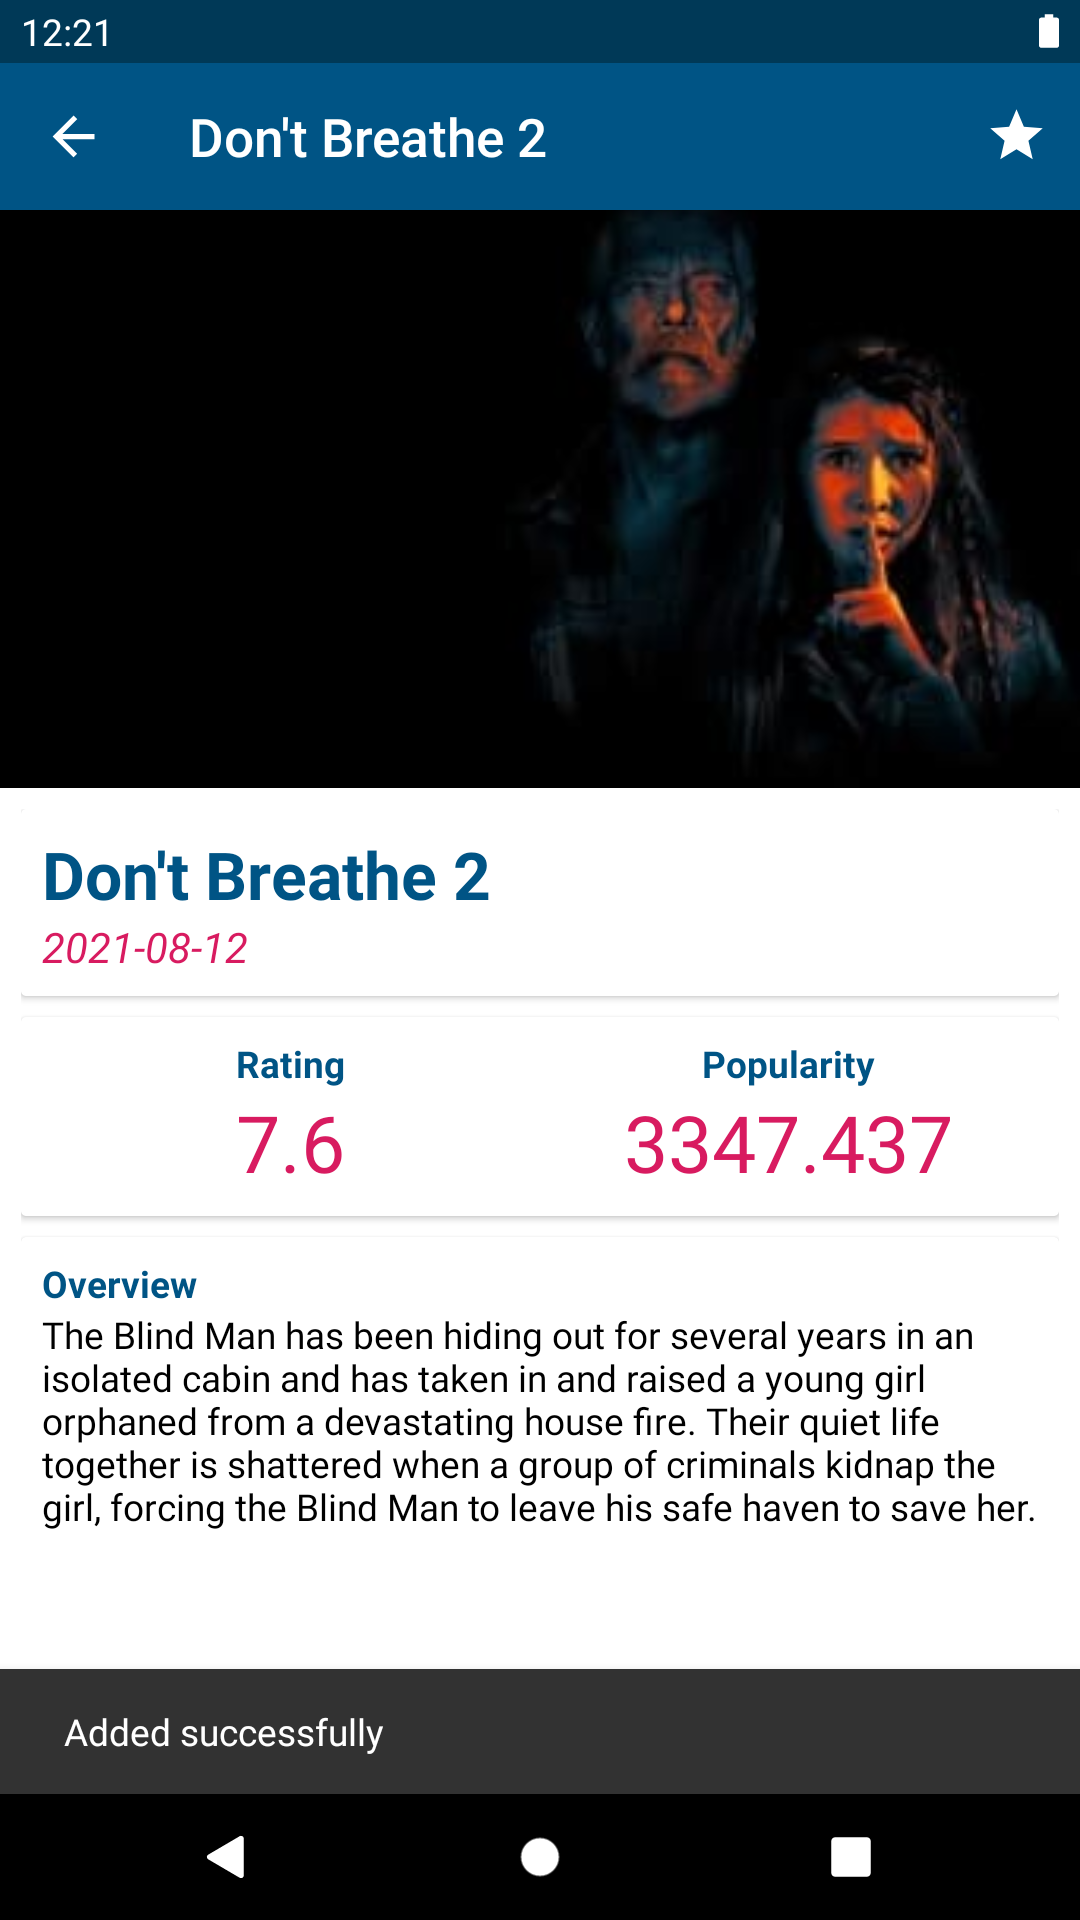 12:21
Don't Breathe 2
Don't Breathe 2
2021-08-12
Rating
Popularity
7.6
3347.437
Overview
The Blind Man has been hiding out for several years in an
isolated cabin and has taken in and raised a young girl
orphaned from a devastating house fire. Their quiet life
together is shattered when a group of criminals kidnap the
girl, forcing the Blind Man to leave his safe haven to save her.
Added successfully